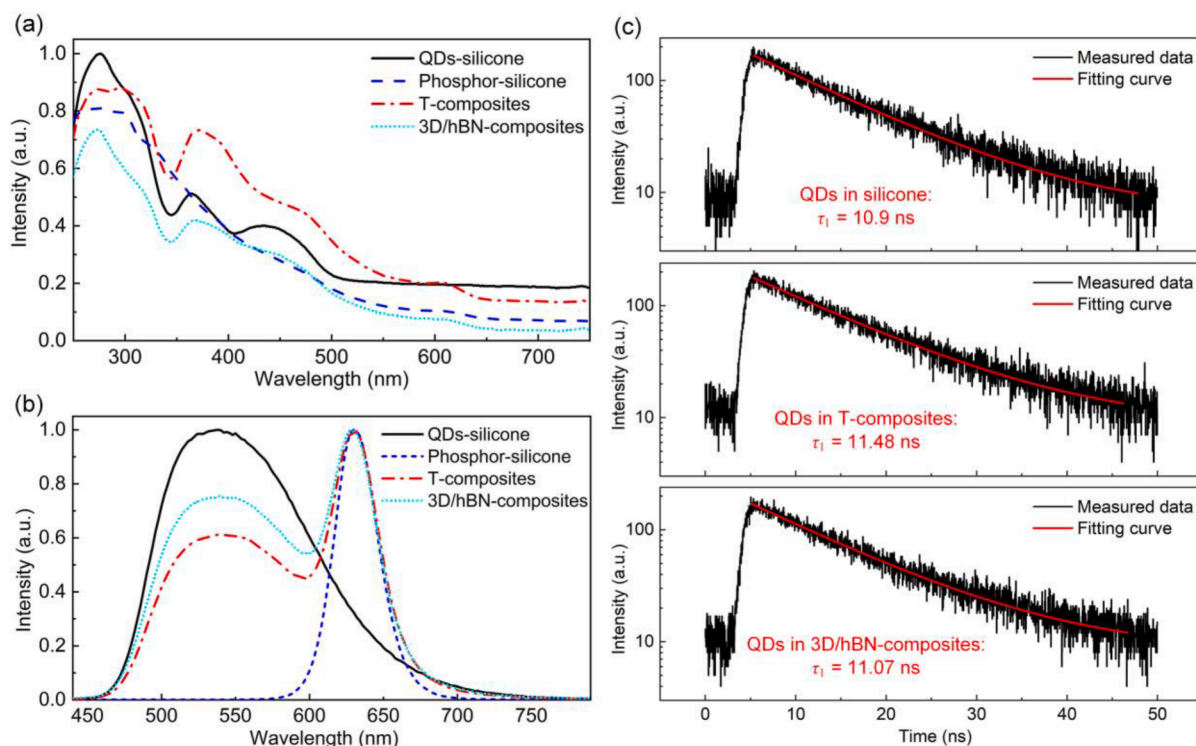 (a)
1.0
0.8
0.6
0.4
0.2
0.0
Intensity (a.u.)
QDs-silicone
Phosphor-silicone
T-composites
3D/hBN-composites
300
400
500
600
700
Wavelength (nm)
(b)
1.0
0.8
0.6
0.4
0.2
0.0
Intensity (a.u.)
QDs-silicone
Phosphor-silicone
T-composites
3D/hBN-composites
450
500
550
600
650
700
750
Wavelength (nm)
(c)
100
10
Intensity (a.u.)
Measured data
Fitting curve
QDs in silicone:
τ₁ = 10.9 ns
100
10
Intensity (a.u.)
Measured data
Fitting curve
QDs in T-composites:
τ₁ = 11.48 ns
100
10
Intensity (a.u.)
Measured data
Fitting curve
QDs in 3D/hBN-composites:
τ₁ = 11.07 ns
0
10
20
30
40
50
Time (ns)